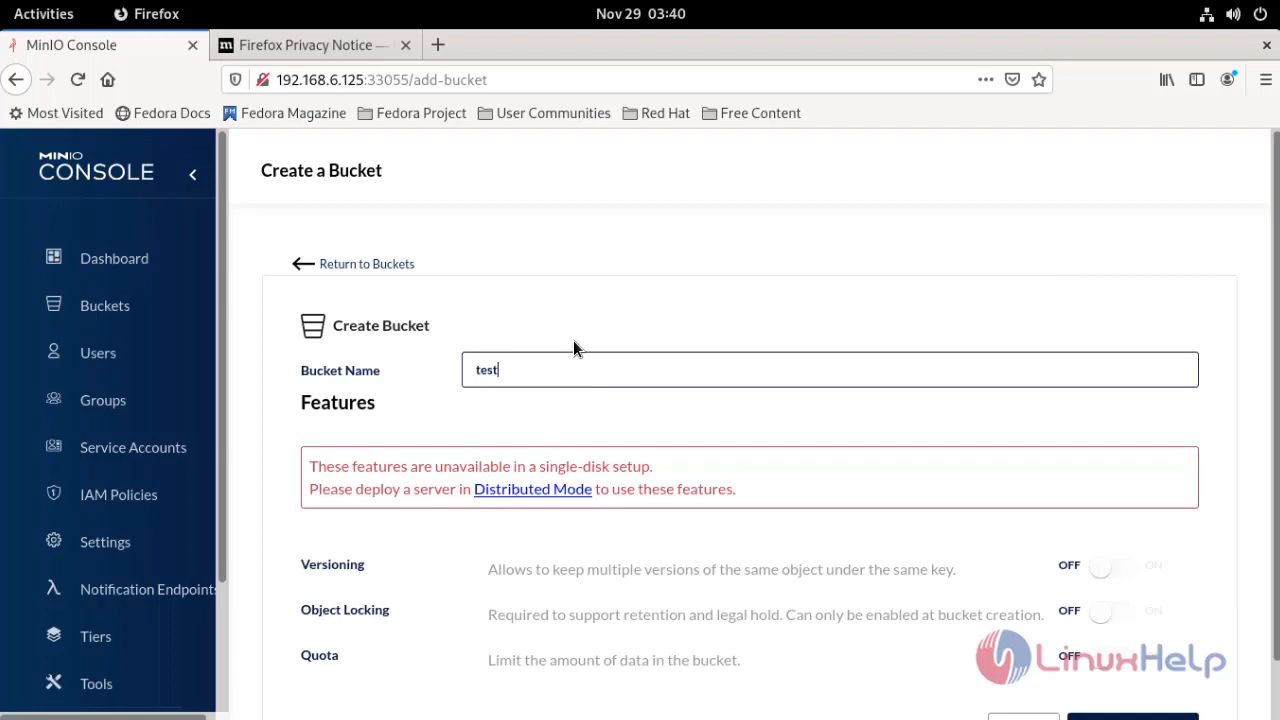 Activities Firefox Nov 29 03:40
MinIO Console Firefox Privacy Notice —
192.168.6.125:33055/add-bucket
Most Visited Fedora Docs Fedora Magazine Fedora Project User Communities Red Hat Free Content
MINIO
CONSOLE
Create a Bucket
Dashboard
Return to Buckets
Buckets
Create Bucket
Users
Bucket Name test
Groups
Features
Service Accounts
These features are unavailable in a single-disk setup.
IAM Policies
Please deploy a server in Distributed Mode to use these features.
Settings
Versioning Allows to keep multiple versions of the same object under the same key. OFF ON
Notification Endpoints
Object Locking Required to support retention and legal hold. Can only be enabled at bucket creation. OFF ON
Tiers
Quota Limit the amount of data in the bucket. OFF
LinuxHelp
Tools